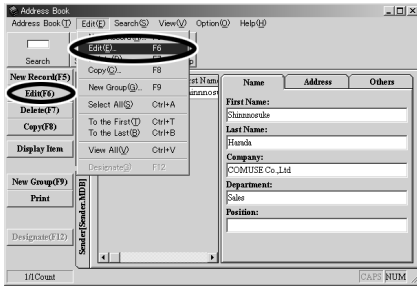 Address Book
Address Book(T) Edit(E) Search(S) View(V) Option(O) Help(H)
Search
Edit(E)... F6
Copy(C)... F8
New Group(G)... F9
Select All(S) Ctrl+A
To the First(T) Ctrl+T
To the Last(B) Ctrl+B
View All(V) Ctrl+V
Designate(J) F12
New Record(F5)
Edit(F6)
Delete(F7)
Copy(F8)
Display Item
New Group(F9)
Print
Designate(F12)
Sender[Sender.MDB]
Name Address Others
First Name:
Shinnnosuke
Last Name:
Harada
Company:
COMUSE Co.,Ltd
Department:
Sales
Position:
1/1Count
CAPS NUM